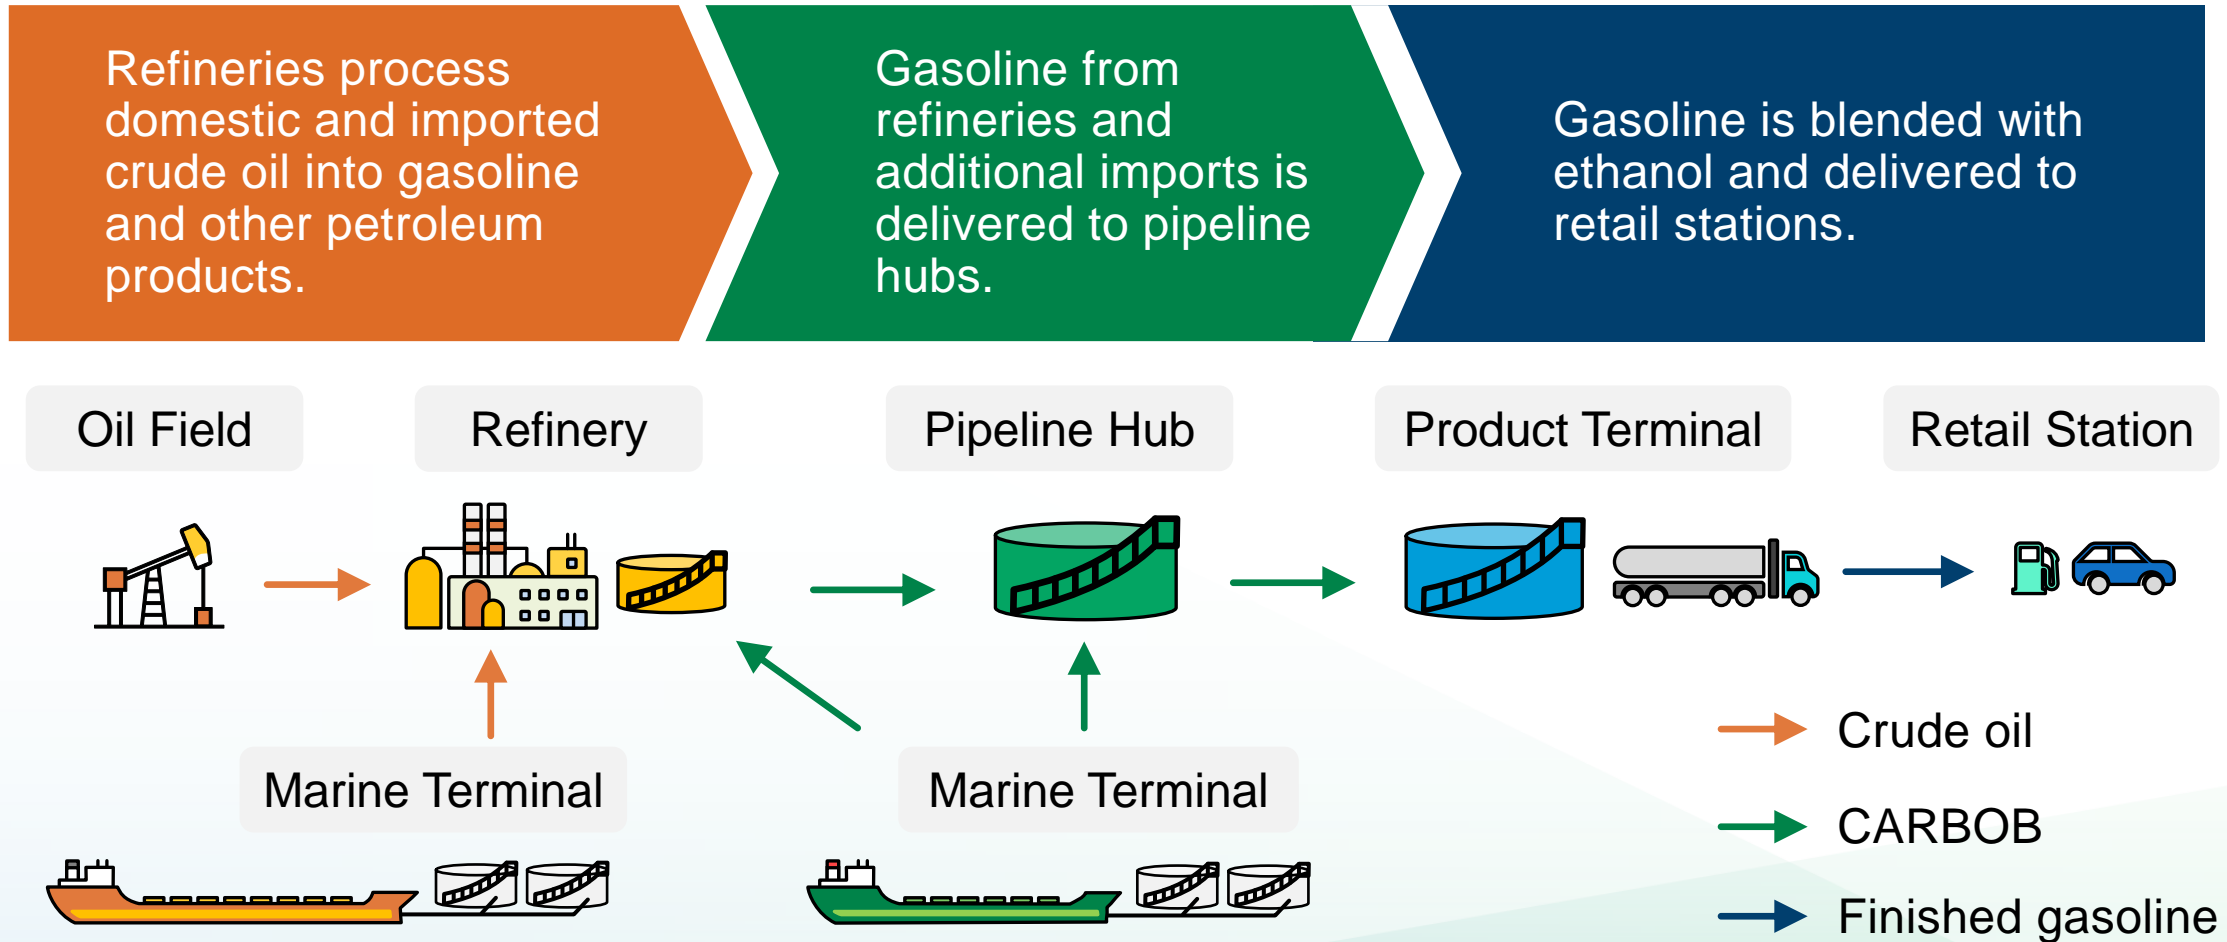 Refineries process
domestic and imported
crude oil into gasoline
and other petroleum
products.
Gasoline from
refineries and
additional imports is
delivered to pipeline
hubs.
Gasoline is blended with
ethanol and delivered to
retail stations.
Oil Field
Refinery
Pipeline Hub
Product Terminal
Retail Station
Marine Terminal
Marine Terminal
Crude oil
CARBOB
Finished gasoline